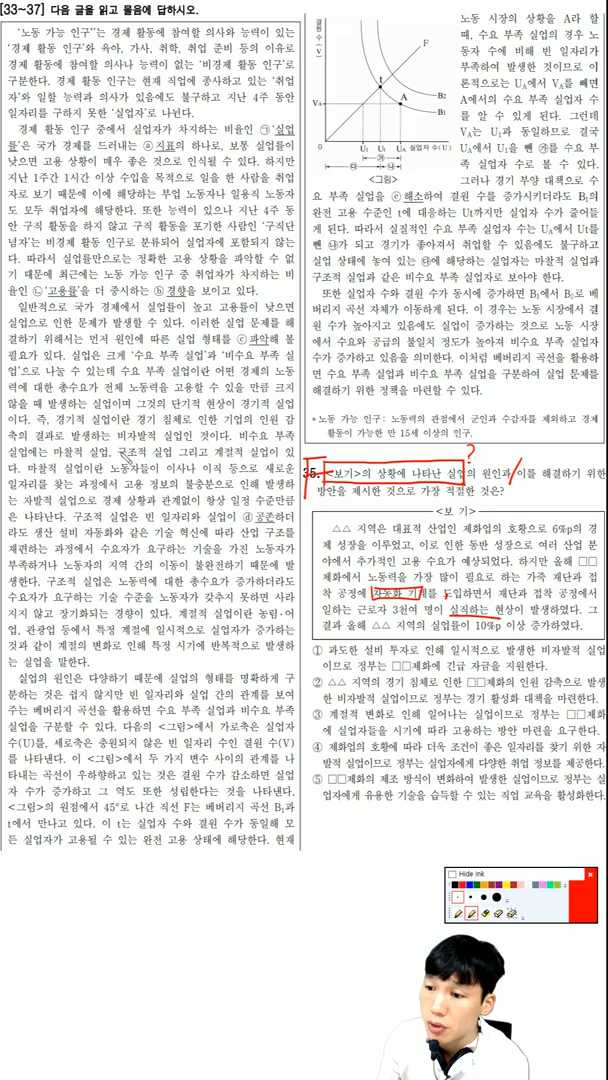 [33~37] 다음 글을 읽고 물음에 답하시오.
'노동 가능 인구*'는 경제 활동에 참여할 의사와 능력이 있는
'경제 활동 인구'와 육아, 가사, 취학, 취업 준비 등의 이유로
경제 활동에 참여할 의사나 능력이 없는 '비경제 활동 인구'로
구분한다. 경제 활동 인구는 현재 직업에 종사하고 있는 '취업
자'와 일할 능력과 의사가 있음에도 불구하고 지난 4주 동안
일자리를 구하지 못한 '실업자'로 나뉜다.
경제 활동 인구 중에서 실업자가 차지하는 비율인 ㉠'실업
률'은 국가 경제를 드러내는 ⓐ지표의 하나로, 보통 실업률이
낮으면 고용 상황이 매우 좋은 것으로 인식될 수 있다. 하지만
지난 1주간 1시간 이상 수입을 목적으로 일을 한 사람을 취업
자로 보기 때문에 이에 해당하는 부업 노동자나 일용직 노동자
도 모두 취업자에 해당한다. 또한 능력이 있으나 지난 4주 동
안 구직 활동을 하지 않고 구직 활동을 포기한 사람인 '구직단
념자'는 비경제 활동 인구로 분류되어 실업자에 포함되지 않는
다. 따라서 실업률만으로는 정확한 고용 상황을 파악할 수 없
기 때문에 최근에는 노동 가능 인구 중 취업자가 차지하는 비
율인 ㉡'고용률'을 더 중시하는 ⓑ경향을 보이고 있다.
일반적으로 국가 경제에서 실업률이 높고 고용률이 낮으면
실업으로 인한 문제가 발생할 수 있다. 이러한 실업 문제를 해
결하기 위해서는 먼저 원인에 따른 실업 형태를 ⓒ파악해 볼
필요가 있다. 실업은 크게 '수요 부족 실업'과 '비수요 부족 실
업'으로 나눌 수 있는데 수요 부족 실업이란 어떤 경제의 노동
력에 대한 총수요가 전체 노동력을 고용할 수 있을 만큼 크지
않을 때 발생하는 실업이며 그것의 단기적 현상이 경기적 실업
이다. 즉, 경기적 실업이란 경기 침체로 인한 기업의 인원 감
축의 결과로 발생하는 비자발적 실업인 것이다. 비수요 부족
실업에는 마찰적 실업, 구조적 실업 그리고 계절적 실업이 있
다. 마찰적 실업이란 노동자들이 이사나 이직 등으로 새로운
일자리를 찾는 과정에서 고용 정보의 불충분으로 인해 발생하
는 자발적 실업으로 경제 상황과 관계없이 항상 일정 수준만큼
은 나타난다. 구조적 실업은 빈 일자리와 실업이 ⓓ공존하더
라도 생산 설비 자동화와 같은 기술 혁신에 따라 산업 구조를
재편하는 과정에서 수요자가 요구하는 기술을 가진 노동자가
부족하거나 노동자의 지역 간의 이동이 불완전하기 때문에 발
생한다. 구조적 실업은 노동력에 대한 총수요가 증가하더라도
수요자가 요구하는 기술 수준을 노동자가 갖추지 못하면 사라
지지 않고 장기화되는 경향이 있다. 계절적 실업이란 농림·어
업, 관광업 등에서 특정 계절에 일시적으로 실업자가 증가하는
것과 같이 계절의 변화로 인해 특정 시기에 반복적으로 발생하
는 실업을 말한다.
실업의 원인은 다양하기 때문에 실업의 형태를 명확하게 구
분하는 것은 쉽지 않지만 빈 일자리와 실업 간의 관계를 보여
주는 베버리지 곡선을 활용하면 수요 부족 실업과 비수요 부족
실업을 구분할 수 있다. 다음의 <그림>에서 가로축은 실업자
수(U)를, 세로축은 충원되지 않은 빈 일자리 수인 결원 수(V)
를 나타낸다. 이 <그림>에서 두 가지 변수 사이의 관계를 나
타내는 곡선이 우하향하고 있는 것은 결원 수가 감소하면 실업
자 수가 증가하고 그 역도 또한 성립한다는 것을 나타낸다.
<그림>의 원점에서 45°로 나간 직선 F는 베버리지 곡선 B₁과
t에서 만나고 있다. 이 t는 실업자 수와 결원 수가 동일해 모
든 실업자가 고용될 수 있는 완전 고용 상태에 해당한다. 현재
결원 수(V)
F
t
A
V_A
B₂
B₁
0
U₁ Ut U_A 실업자 수(U)
㉮
㉰ ㉯
<그림>
노동 시장의 상황을 A라 할
때, 수요 부족 실업의 경우 노
동자 수에 비해 빈 일자리가
부족하여 발생한 것이므로 이
론적으로는 U_A에서 V_A를 빼면
A에서의 수요 부족 실업자 수
를 알 수 있게 된다. 그런데
V_A는 U₁과 동일하므로 결국
U_A에서 U₁을 뺀 ㉮를 수요 부
족 실업자 수로 볼 수 있다.
그러나 경기 부양 대책으로 수
요 부족 실업을 ⓔ해소하여 결원 수를 증가시키더라도 B₁의
완전 고용 수준인 t에 대응하는 Ut까지만 실업자 수가 줄어들
게 된다. 따라서 실질적인 수요 부족 실업자 수는 U_A에서 Ut를
뺀 ㉯가 되고 경기가 좋아져서 취업할 수 있음에도 불구하고
실업 상태에 놓여 있는 ㉰에 해당하는 실업자는 마찰적 실업과
구조적 실업과 같은 비수요 부족 실업자로 보아야 한다.
또한 실업자 수와 결원 수가 동시에 증가하면 B₁에서 B₂로 베
버리지 곡선 자체가 이동하게 된다. 이 경우는 노동 시장에서 결
원 수가 높아지고 있음에도 실업이 증가하는 것으로 노동 시장
에서 수요와 공급의 불일치 정도가 높아져 비수요 부족 실업자
수가 증가하고 있음을 의미한다. 이처럼 베버리지 곡선을 활용하
면 수요 부족 실업과 비수요 부족 실업을 구분하여 실업 문제를
해결하기 위한 정책을 마련할 수 있다.
* 노동 가능 인구: 노동력의 관점에서 군인과 수감자를 제외하고 경제
활동이 가능한 만 15세 이상의 인구.
?
35. <보기>의 상황에 나타난 실업의 원인과 이를 해결하기 위한
방안을 제시한 것으로 가장 적절한 것은?
<보 기>
△△ 지역은 대표적 산업인 제화업의 호황으로 6%p의 경
제 성장을 이루었고, 이로 인한 동반 성장으로 여러 산업 분
야에서 추가적인 고용 수요가 예상되었다. 하지만 올해 □□
제화에서 노동력을 가장 많이 필요로 하는 가죽 재단과 접
착 공정에 자동화 기계를 도입하면서 재단과 접착 공정에서
일하는 근로자 3천여 명이 실직하는 현상이 발생하였다. 그
결과 올해 △△ 지역의 실업률이 10%p 이상 증가하였다.
① 과도한 설비 투자로 인해 일시적으로 발생한 비자발적 실업
이므로 정부는 □□제화에 긴급 자금을 지원한다.
② △△ 지역의 경기 침체로 인한 □□제화의 인원 감축으로 발생
한 비자발적 실업이므로 정부는 경기 활성화 대책을 마련한다.
③ 계절적 변화로 인해 일어나는 실업이므로 정부는 □□제화
에 실업자들을 시기에 따라 고용하는 방안 마련을 요구한다.
④ 제화업의 호황에 따라 더욱 조건이 좋은 일자리를 찾기 위한 자
발적 실업이므로 정부는 실업자에게 다양한 취업 정보를 제공한다.
⑤ □□제화의 제조 방식이 변화하여 발생한 실업이므로 정부는 실
업자에게 유용한 기술을 습득할 수 있는 직업 교육을 활성화한다.
Hide Ink